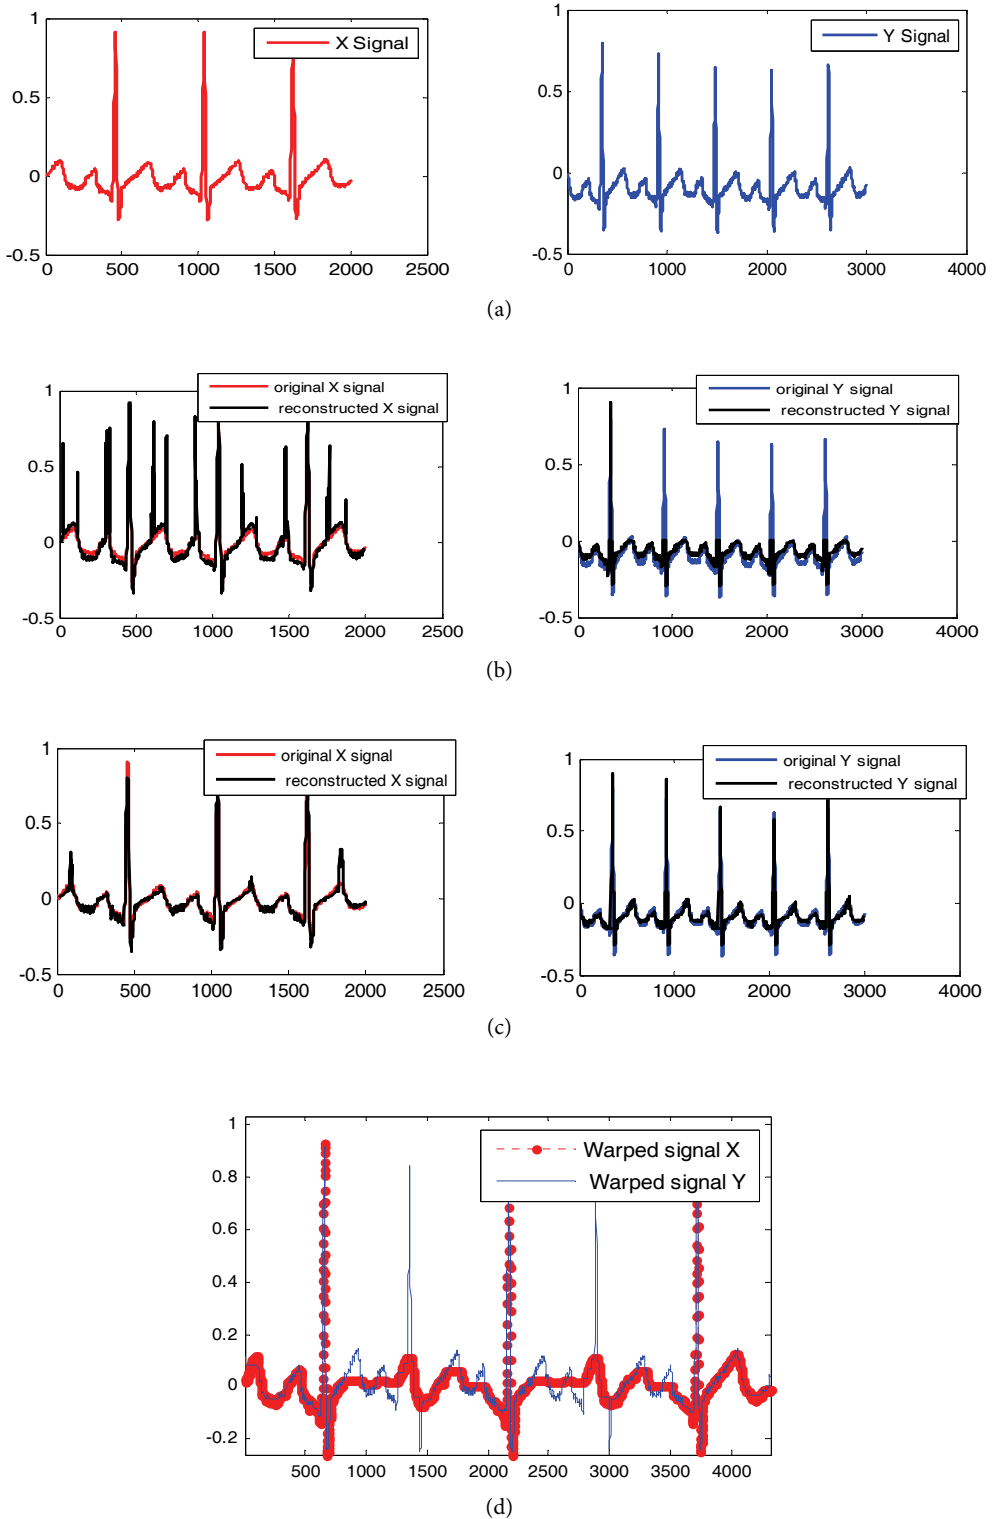 1
0.5
0
-0.5
0 500 1000 1500 2000 2500
X Signal
1
0.5
0
-0.5
0 1000 2000 3000 4000
Y Signal
(a)
1
0.5
0
-0.5
0 500 1000 1500 2000 2500
original X signal
reconstructed X signal
1
0.5
0
-0.5
0 1000 2000 3000 4000
original Y signal
reconstructed Y signal
(b)
1
0.5
0
-0.5
0 500 1000 1500 2000 2500
original X signal
reconstructed X signal
1
0.5
0
-0.5
0 1000 2000 3000 4000
original Y signal
reconstructed Y signal
(c)
1
0.8
0.6
0.4
0.2
0
-0.2
500 1000 1500 2000 2500 3000 3500 4000
Warped signal X
Warped signal Y
(d)